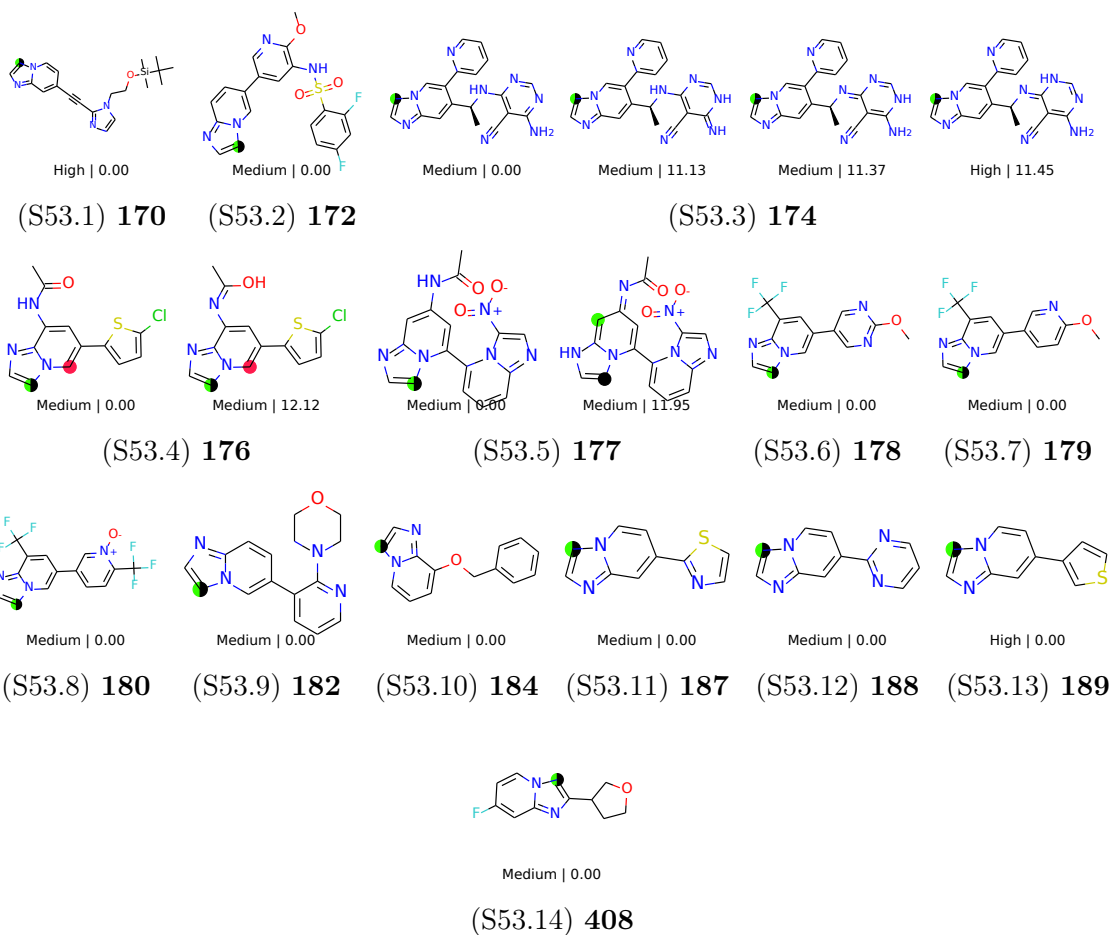 High | 0.00
Medium | 0.00
Medium | 0.00
Medium | 11.13
Medium | 11.37
High | 11.45
(S53.1) 170
(S53.2) 172
(S53.3) 174
Medium | 0.00
Medium | 12.12
Medium | 0.00
Medium | 11.95
Medium | 0.00
Medium | 0.00
(S53.4) 176
(S53.5) 177
(S53.6) 178
(S53.7) 179
Medium | 0.00
Medium | 0.00
Medium | 0.00
Medium | 0.00
Medium | 0.00
High | 0.00
(S53.8) 180
(S53.9) 182
(S53.10) 184
(S53.11) 187
(S53.12) 188
(S53.13) 189
Medium | 0.00
(S53.14) 408